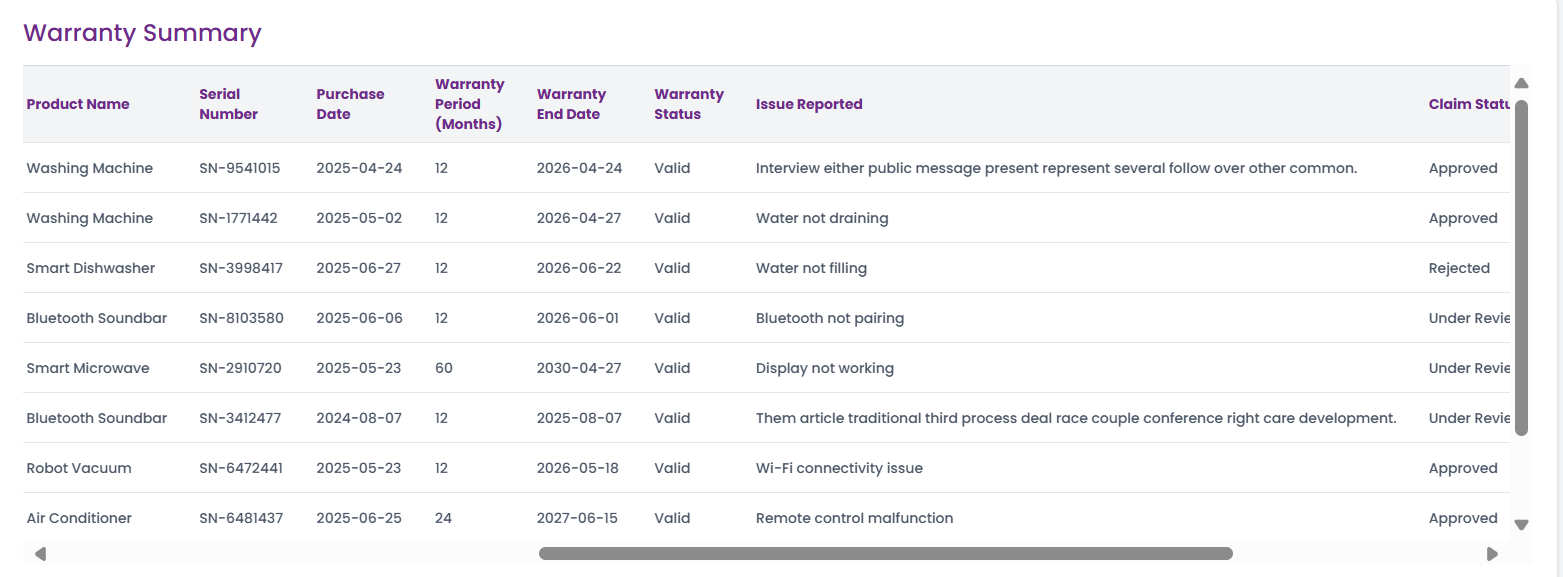 Warranty Summary
Product Name Serial Number Purchase Date Warranty Period (Months) Warranty End Date Warranty Status Issue Reported Claim Statu
Washing Machine SN-9541015 2025-04-24 12 2026-04-24 Valid Interview either public message present represent several follow over other common. Approved
Washing Machine SN-1771442 2025-05-02 12 2026-04-27 Valid Water not draining Approved
Smart Dishwasher SN-3998417 2025-06-27 12 2026-06-22 Valid Water not filling Rejected
Bluetooth Soundbar SN-8103580 2025-06-06 12 2026-06-01 Valid Bluetooth not pairing Under Revie
Smart Microwave SN-2910720 2025-05-23 60 2030-04-27 Valid Display not working Under Revie
Bluetooth Soundbar SN-3412477 2024-08-07 12 2025-08-07 Valid Them article traditional third process deal race couple conference right care development. Under Revie
Robot Vacuum SN-6472441 2025-05-23 12 2026-05-18 Valid Wi-Fi connectivity issue Approved
Air Conditioner SN-6481437 2025-06-25 24 2027-06-15 Valid Remote control malfunction Approved